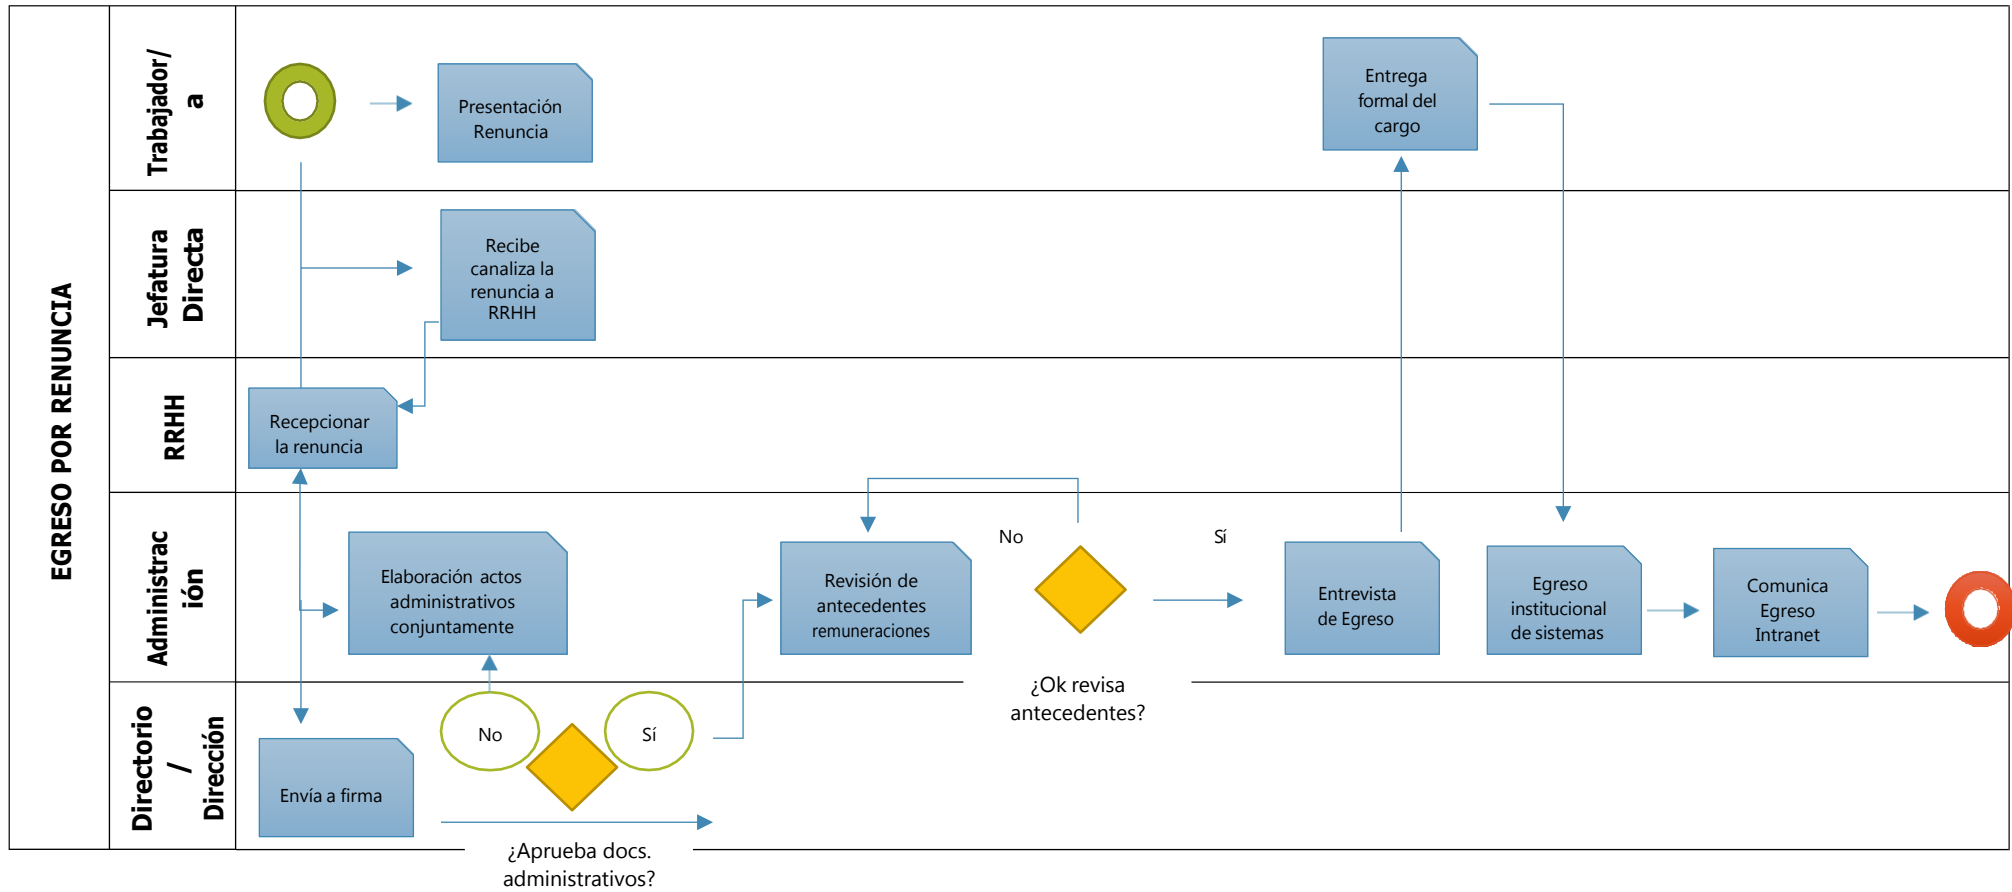 EGRESO POR RENUNCIA
Trabajador/
a
Presentación
Renuncia
Entrega
formal del
cargo
Jefatura
Directa
Recibe
canaliza la
renuncia a
RRHH
RRHH
Recepcionar
la renuncia
Administrac
ión
Elaboración actos
administrativos
conjuntamente
Revisión de
antecedentes
remuneraciones
No
Sí
¿Ok revisa
antecedentes?
Entrevista
de Egreso
Egreso
institucional
de sistemas
Comunica
Egreso
Intranet
Directorio
/
Dirección
Envía a firma
No
Sí
¿Aprueba docs.
administrativos?